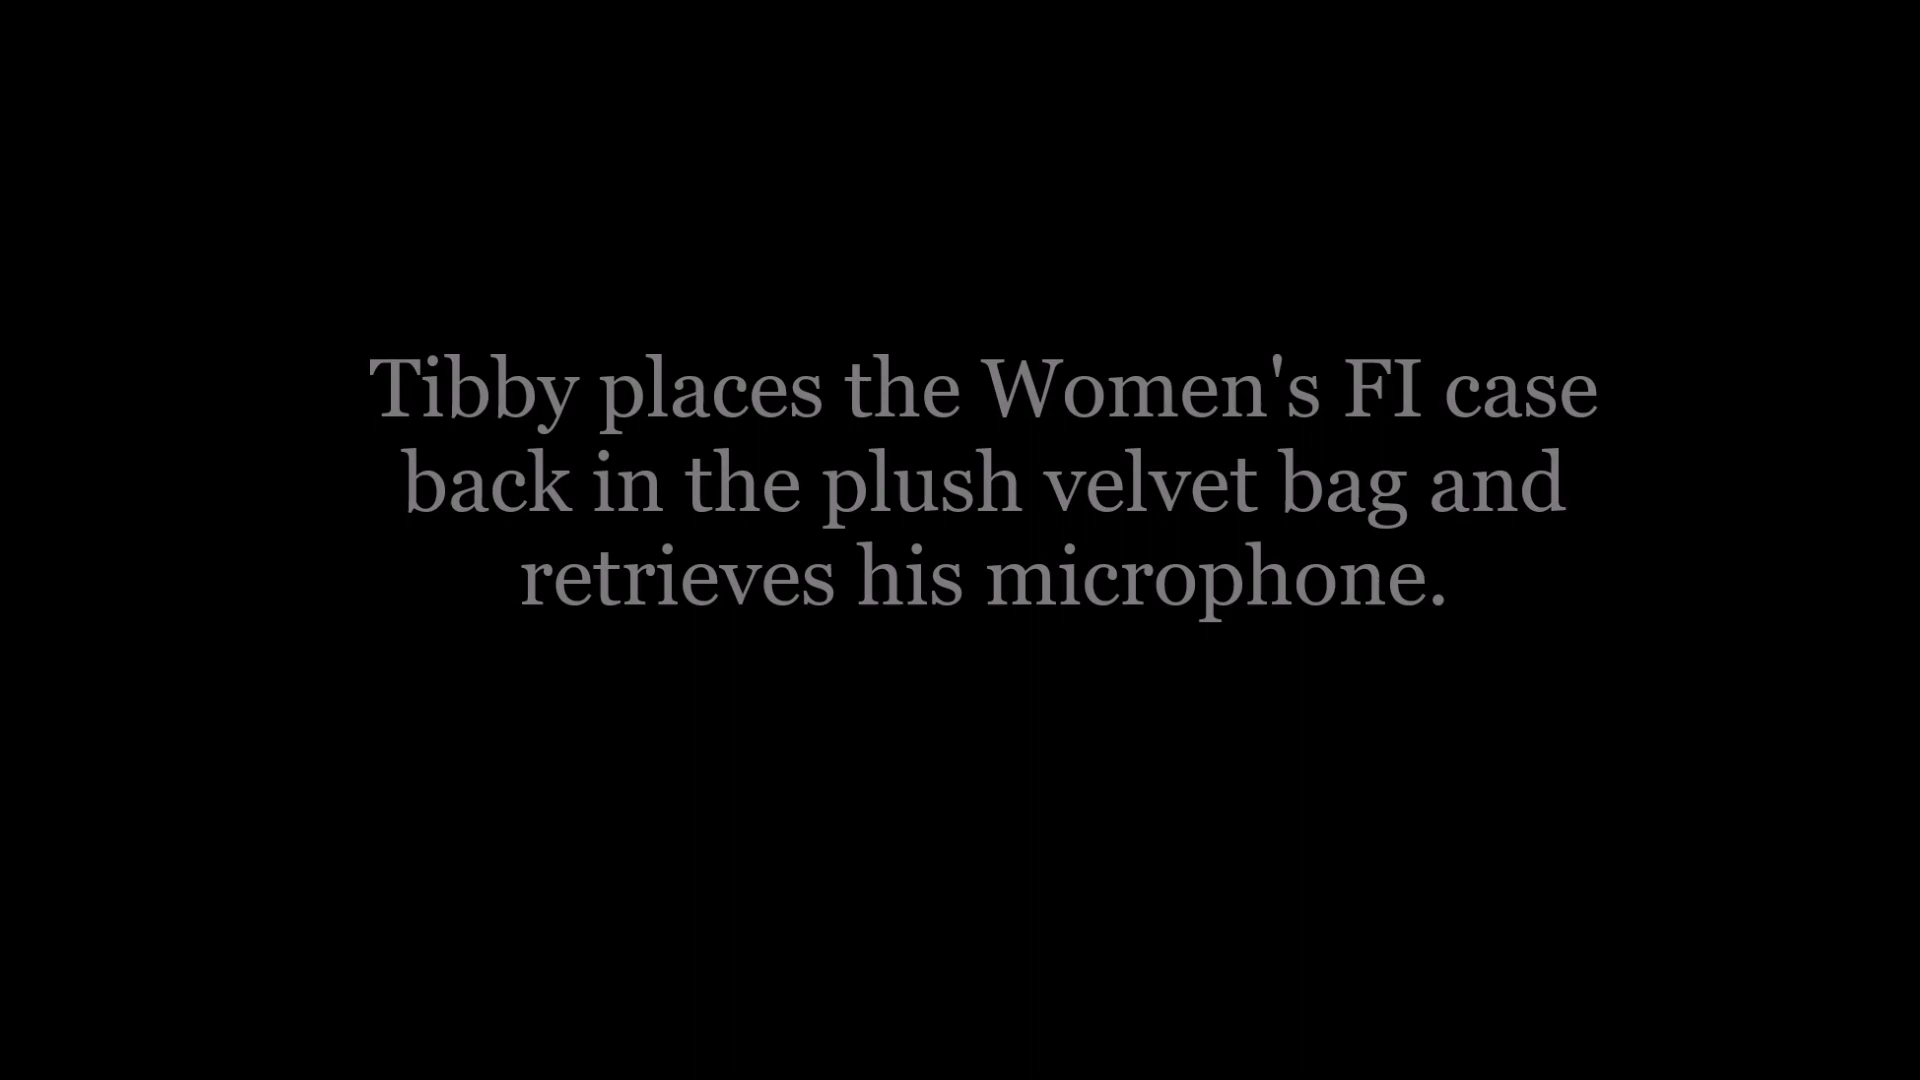 Tibby places the Women's FI case
back in the plush velvet bag and
retrieves his microphone.